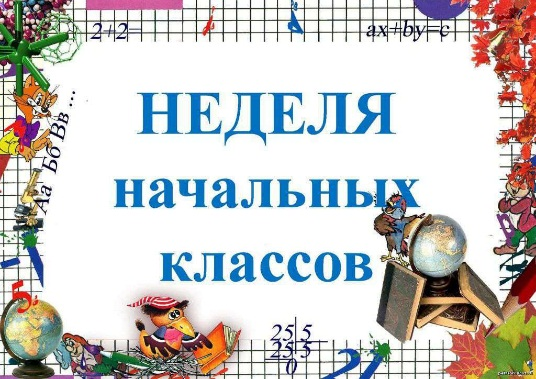 2+2=
ax+by=c
Аа Бб Вв ...
НЕДЕЛЯ
начальных
классов
5
25 5
25 5
0